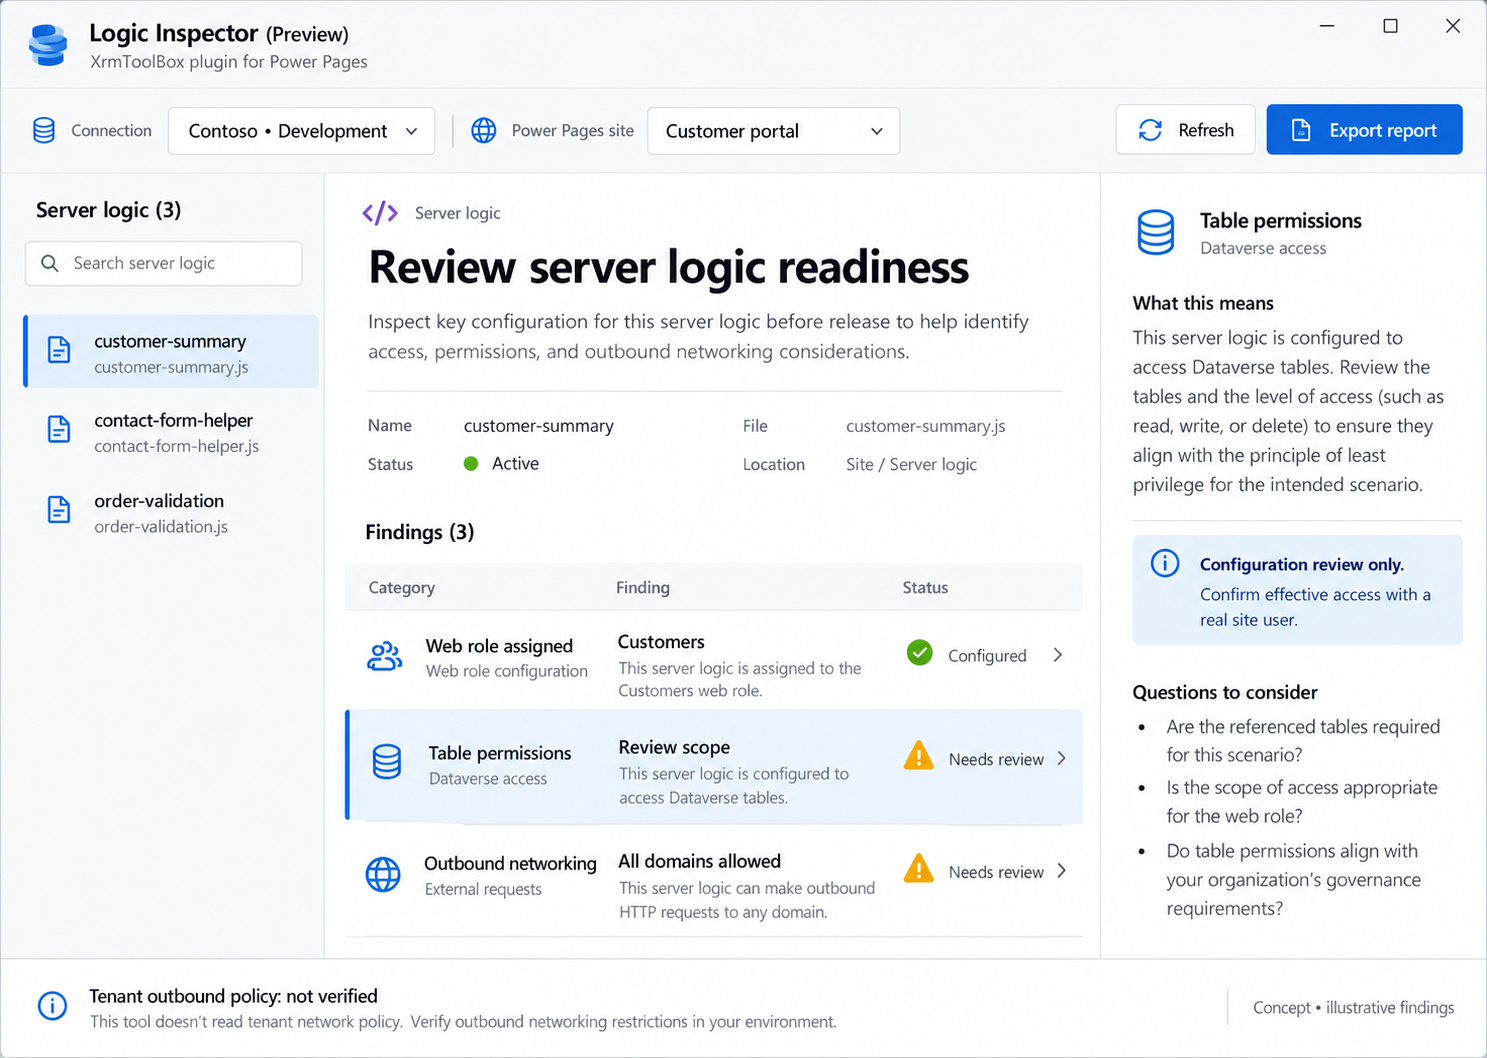 Logic Inspector (Preview)
XrmToolBox plugin for Power Pages
Connection
Contoso • Development
Power Pages site
Customer portal
Refresh
Export report
Server logic (3)
Search server logic
customer-summary
customer-summary.js
contact-form-helper
contact-form-helper.js
order-validation
order-validation.js
</> Server logic
Review server logic readiness
Inspect key configuration for this server logic before release to help identify
access, permissions, and outbound networking considerations.
Name customer-summary File customer-summary.js
Status Active Location Site / Server logic
Findings (3)
Category Finding Status
Web role assigned
Web role configuration
Customers
This server logic is assigned to the
Customers web role.
Configured
Table permissions
Dataverse access
Review scope
This server logic is configured to
access Dataverse tables.
Needs review
Outbound networking
External requests
All domains allowed
This server logic can make outbound
HTTP requests to any domain.
Needs review
Table permissions
Dataverse access
What this means
This server logic is configured to
access Dataverse tables. Review the
tables and the level of access (such as
read, write, or delete) to ensure they
align with the principle of least
privilege for the intended scenario.
Configuration review only.
Confirm effective access with a
real site user.
Questions to consider
• Are the referenced tables required
for this scenario?
• Is the scope of access appropriate
for the web role?
• Do table permissions align with
your organization's governance
requirements?
Tenant outbound policy: not verified
This tool doesn't read tenant network policy. Verify outbound networking restrictions in your environment.
Concept • illustrative findings